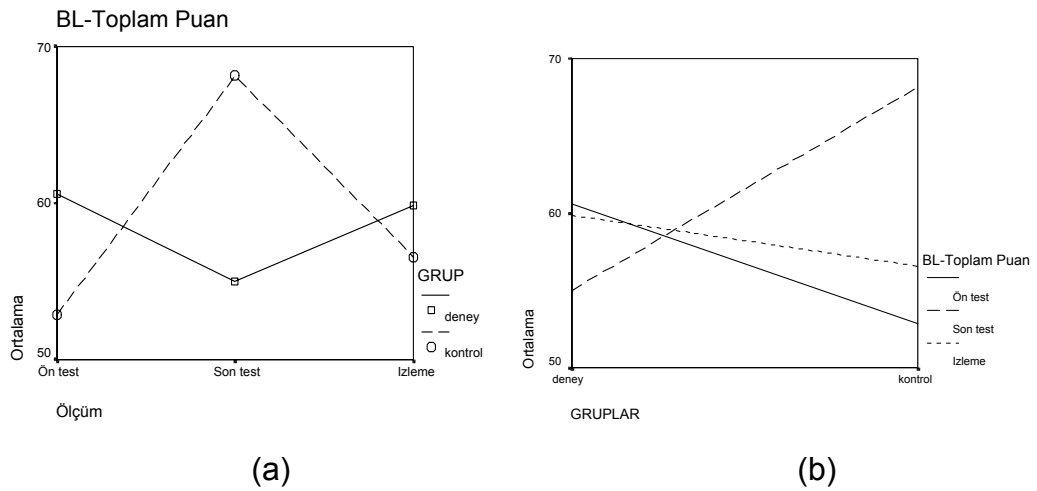 BL-Toplam Puan
70
60
50
Ortalama
Ön test
Son test
Izleme
Ölçüm
GRUP
deney
kontrol
(a)
70
60
50
Ortalama
deney
kontrol
GRUPLAR
BL-Toplam Puan
Ön test
Son test
Izleme
(b)